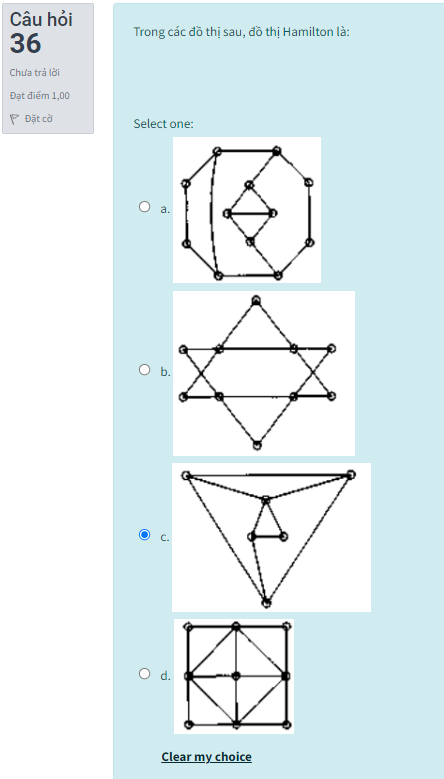 Câu hỏi
36
Chưa trả lời
Đạt điểm 1,00
Đặt cờ
Trong các đồ thị sau, đồ thị Hamilton là:
Select one:
a.
b.
c.
d.
Clear my choice